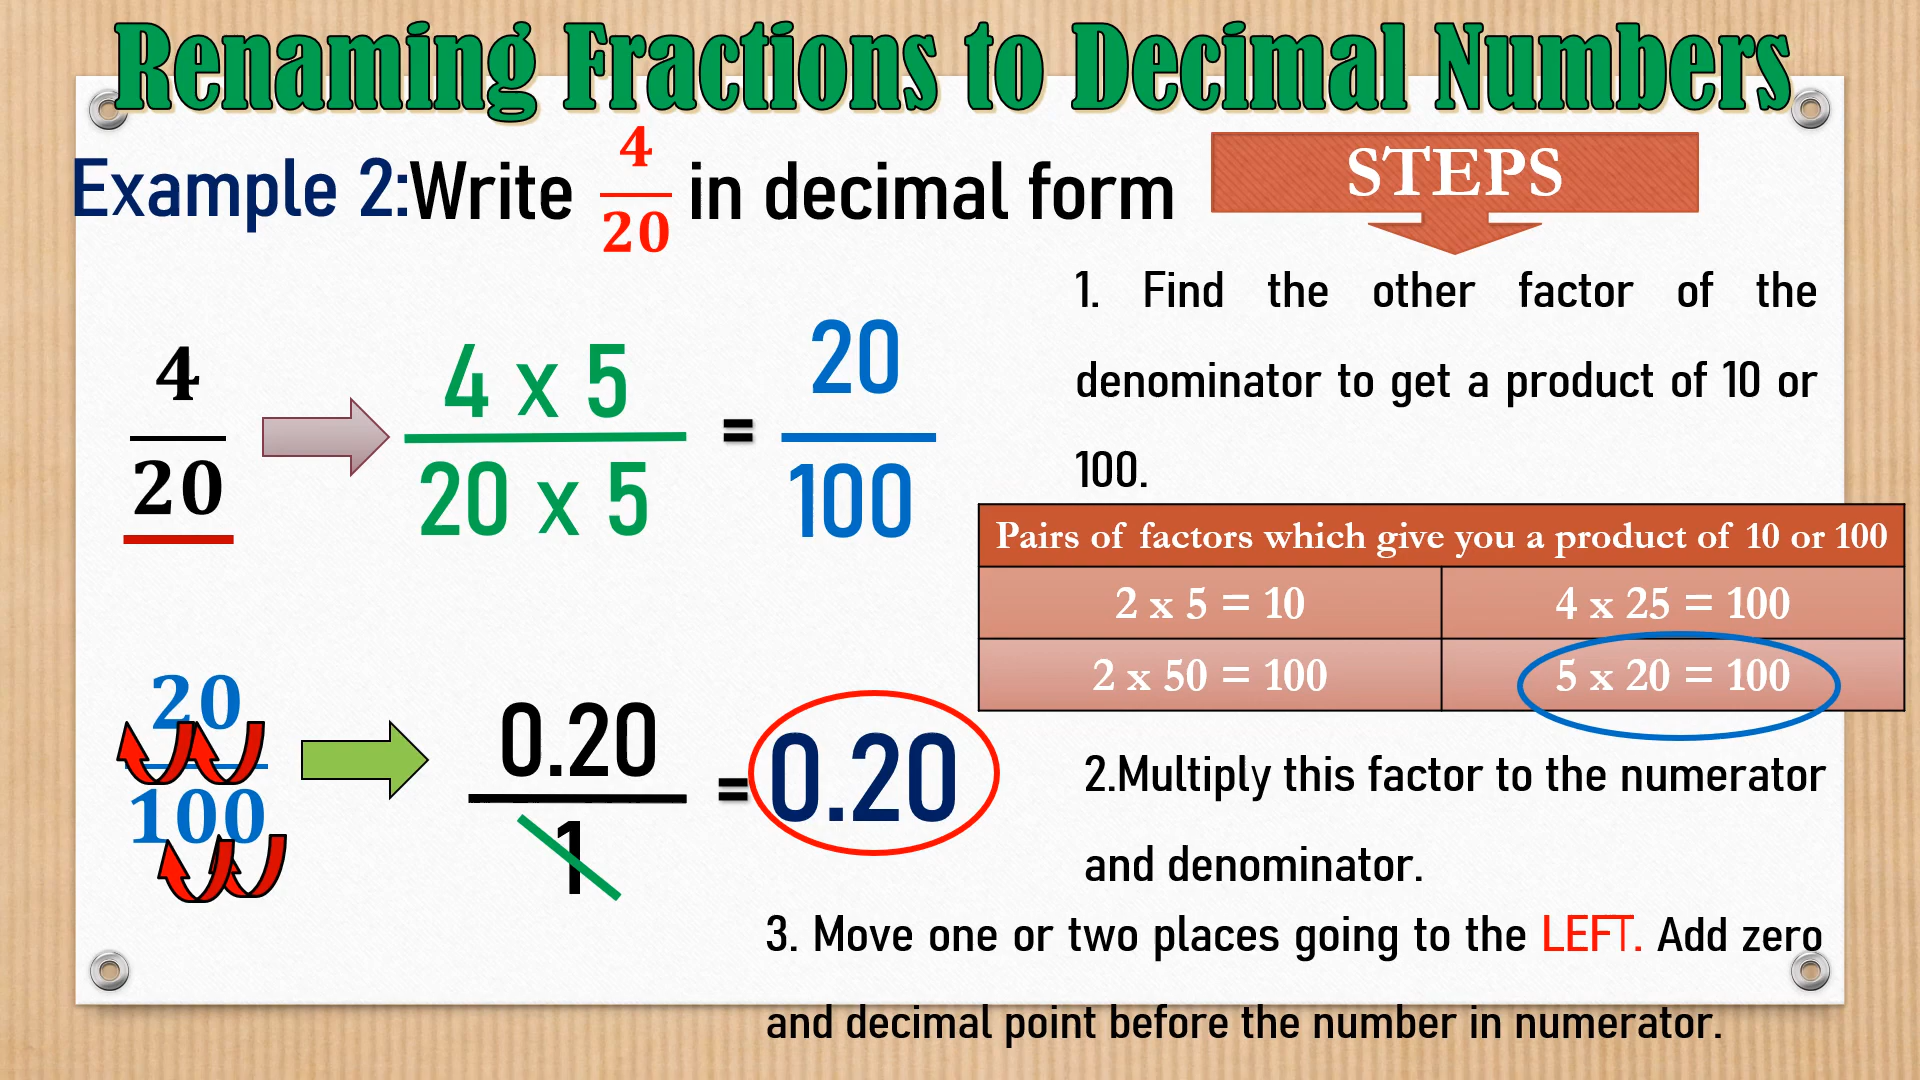 Renaming Fractions to Decimal Numbers
Example 2:Write 4/20 in decimal form
STEPS
1. Find the other factor of the
denominator to get a product of 10 or
100.
4
20
4 x 5
20 x 5
=
20
100
Pairs of factors which give you a product of 10 or 100
2 x 5 = 10
4 x 25 = 100
2 x 50 = 100
5 x 20 = 100
20
100
0.20
1
=
0.20
2.Multiply this factor to the numerator
and denominator.
3. Move one or two places going to the LEFT. Add zero
and decimal point before the number in numerator.